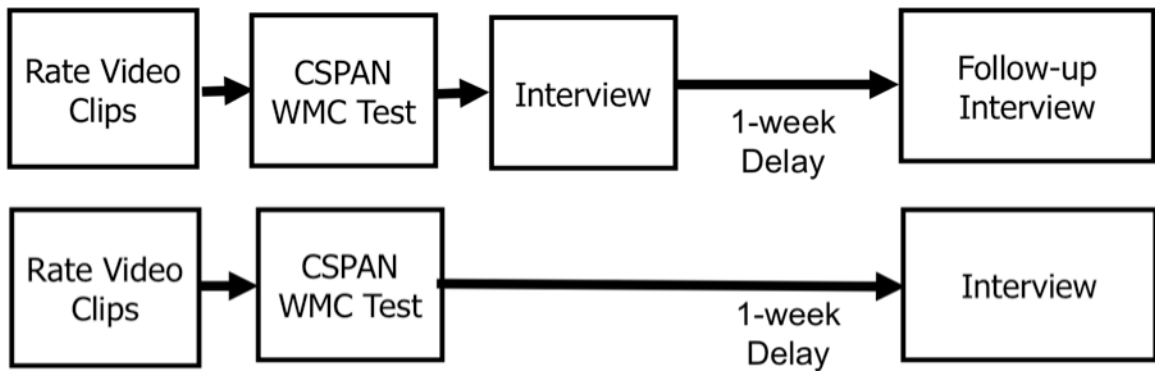 Rate Video
Clips
CSPAN
WMC Test
Interview
1-week
Delay
Follow-up
Interview
Rate Video
Clips
CSPAN
WMC Test
1-week
Delay
Interview